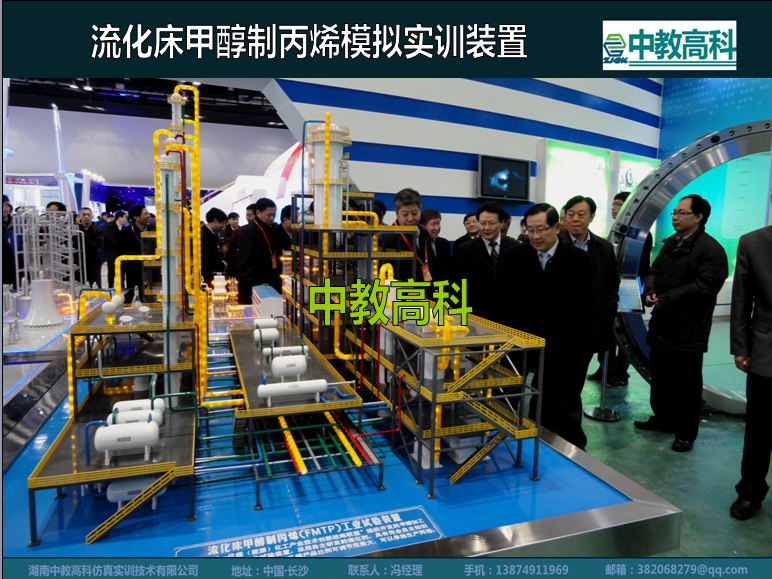 流化床甲醇制丙烯模拟实训装置
ZJGK
中教高科
中教高科
流化床甲醇制丙烯(FMTP)工业试验装置
湖南中教高科仿真实训技术有限公司 地址：中国·长沙 联系人：冯经理 手机：13874911969 邮箱：382068279@qq.com